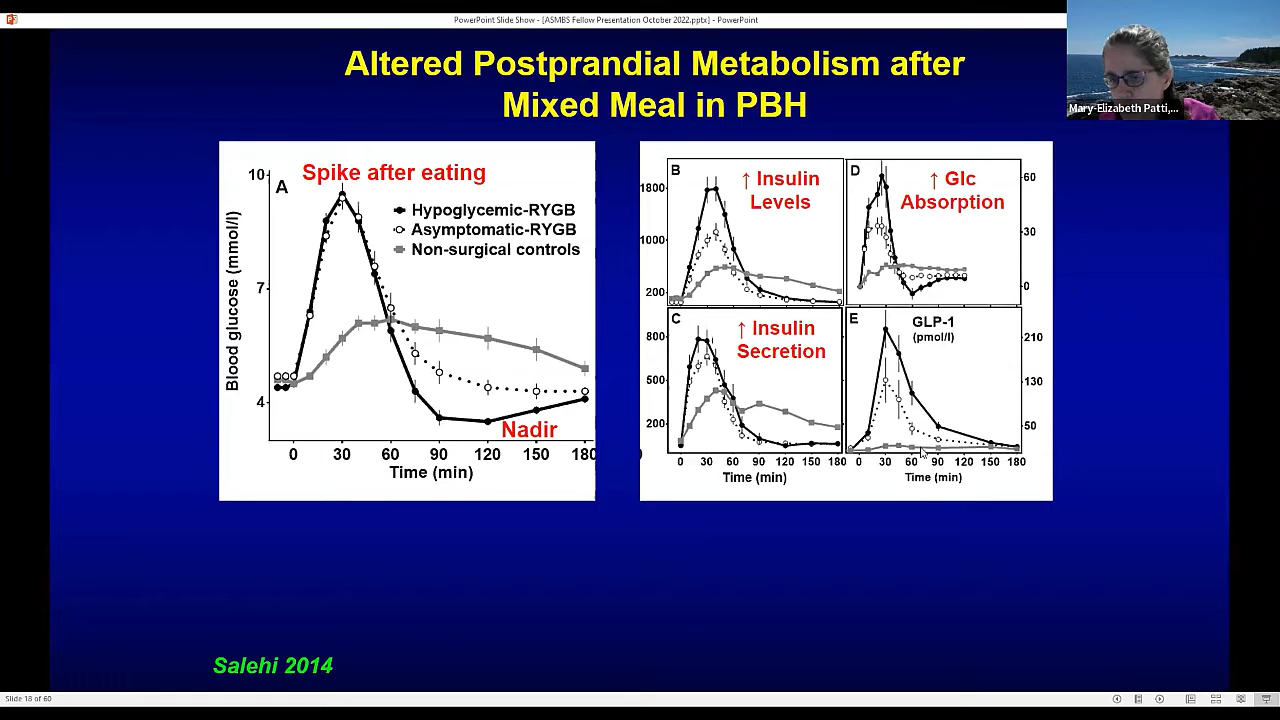 PowerPoint Slide Show - [ASMBS Fellow Presentation October 2022.pptx] - PowerPoint
Mary-Elizabeth Patti,...
Altered Postprandial Metabolism after
Mixed Meal in PBH
A
Spike after eating
Hypoglycemic-RYGB
Asymptomatic-RYGB
Non-surgical controls
Blood glucose (mmol/l)
10
7
4
Nadir
0 30 60 90 120 150 180
Time (min)
B
↑ Insulin
Levels
1800
1000
200
D
↑ Glc
Absorption
60
30
0
C
↑ Insulin
Secretion
800
500
200
0 30 60 90 120 150 180
Time (min)
E
GLP-1
(pmol/l)
210
130
50
0 30 60 90 120 150 180
Time (min)
Salehi 2014
Slide 18 of 60